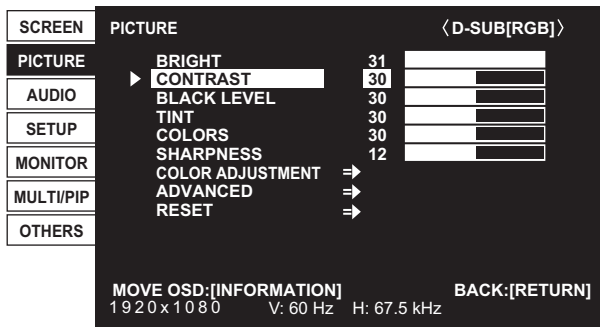 SCREEN
PICTURE
AUDIO
SETUP
MONITOR
MULTI/PIP
OTHERS
PICTURE 〈D-SUB[RGB]〉
BRIGHT 31
CONTRAST 30
BLACK LEVEL 30
TINT 30
COLORS 30
SHARPNESS 12
COLOR ADJUSTMENT
ADVANCED
RESET
MOVE OSD:[INFORMATION] BACK:[RETURN]
1920x1080 V: 60 Hz H: 67.5 kHz